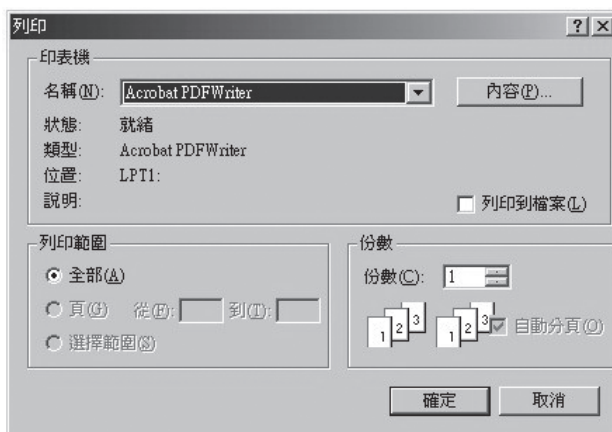 列印
印表機
名稱(N): Acrobat PDFWriter 內容(P)...
狀態: 就緒
類型: Acrobat PDFWriter
位置: LPT1:
說明: 列印到檔案(L)
列印範圍
全部(A)
頁(G) 從(F): 到(T):
選擇範圍(S)
份數
份數(C): 1
1 2 3 1 2 3 自動分頁(O)
確定 取消